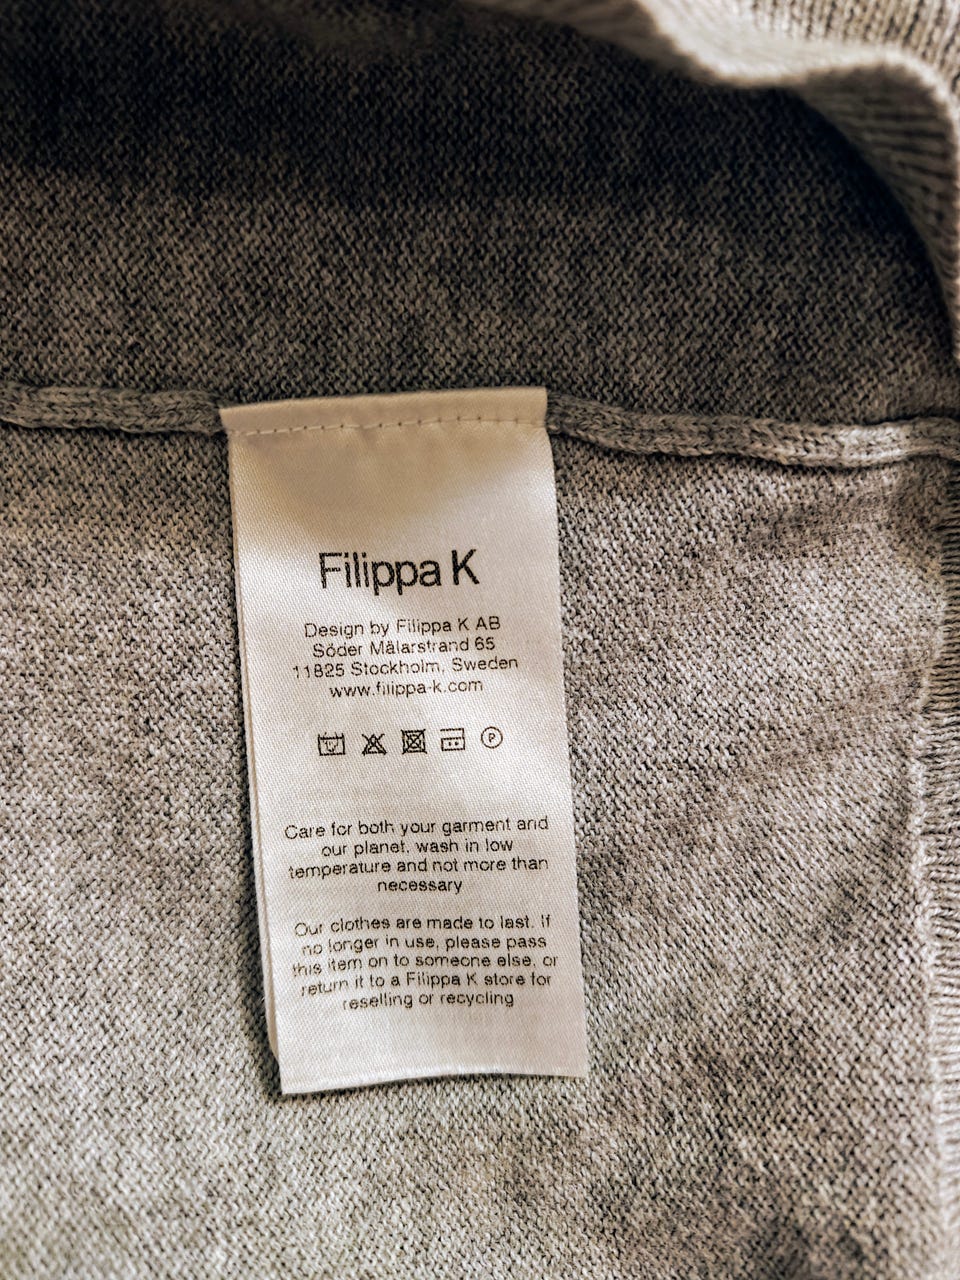 Filippa K
Design by Filippa K AB
Söder Mälarstrand 65
11825 Stockholm, Sweden
www.filippa-k.com
P
Care for both your garment and
our planet, wash in low
temperature and not more than
necessary
Our clothes are made to last. If
no longer in use, please pass
this item on to someone else, or
return it to a Filippa K store for
reselling or recycling